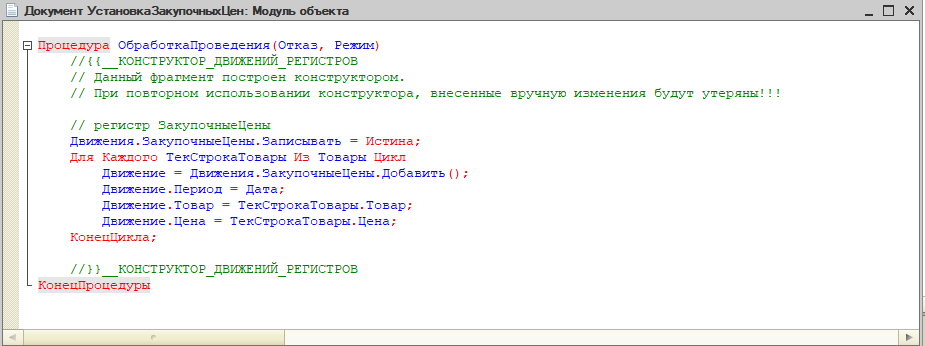 Документ УстановкаЗакупочныхЦен: Модуль объекта
Процедура ОбработкаПроведения(Отказ, Режим)
//{{__КОНСТРУКТОР_ДВИЖЕНИЙ_РЕГИСТРОВ
// Данный фрагмент построен конструктором.
// При повторном использовании конструктора, внесенные вручную изменения будут утеряны!!!
// регистр ЗакупочныеЦены
Движения.ЗакупочныеЦены.Записывать = Истина;
Для Каждого ТекСтрокаТовары Из Товары Цикл
Движение = Движения.ЗакупочныеЦены.Добавить();
Движение.Период = Дата;
Движение.Товар = ТекСтрокаТовары.Товар;
Движение.Цена = ТекСтрокаТовары.Цена;
КонецЦикла;
//}}__КОНСТРУКТОР_ДВИЖЕНИЙ_РЕГИСТРОВ
КонецПроцедуры